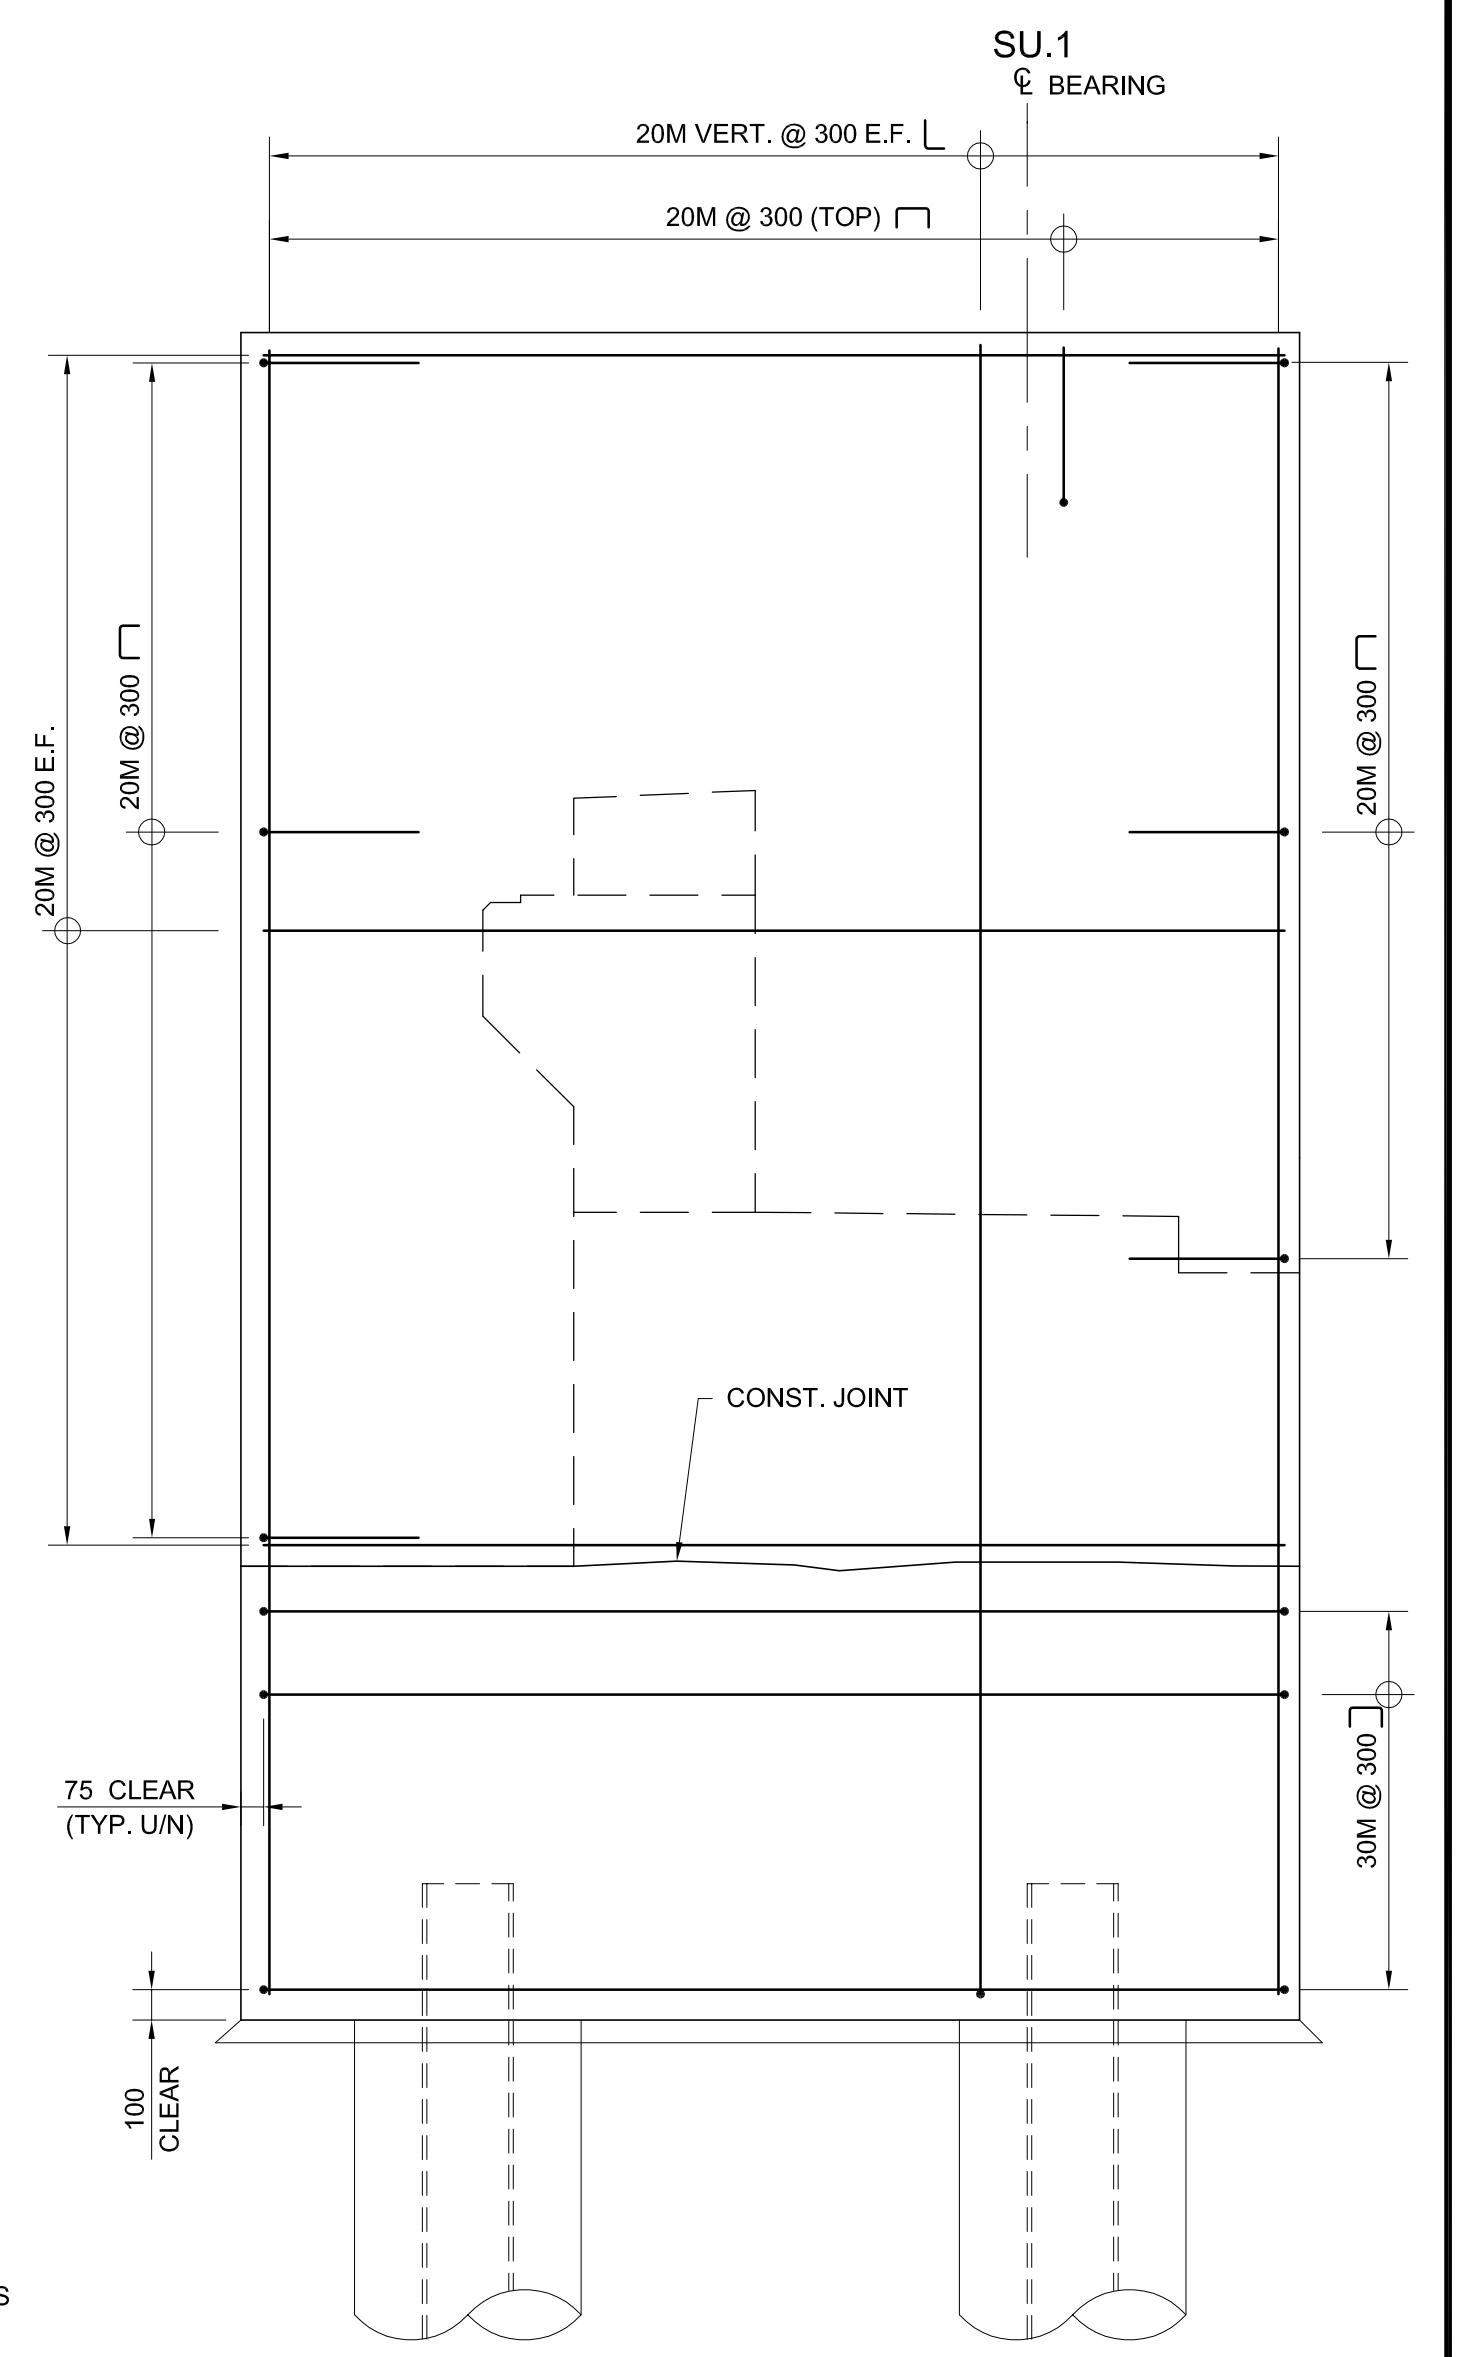 SU.1
℄ BEARING
20M VERT. @ 300 E.F.
20M @ 300 (TOP)
20M @ 300 E.F.
20M @ 300
20M @ 300
CONST. JOINT
75 CLEAR
(TYP. U/N)
30M @ 300
100
CLEAR
S